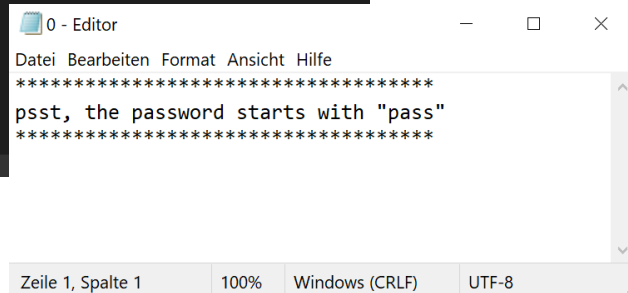 0 - Editor
Datei Bearbeiten Format Ansicht Hilfe
************************************
psst, the password starts with "pass"
************************************
Zeile 1, Spalte 1 100% Windows (CRLF) UTF-8